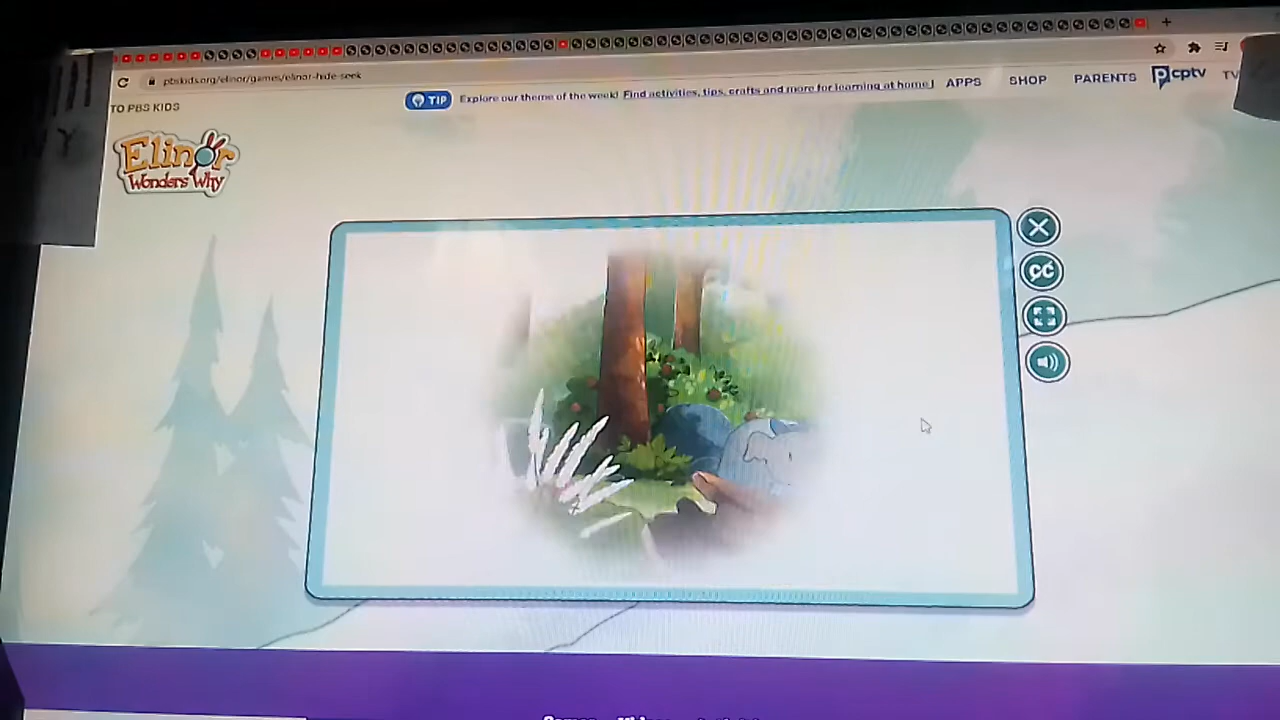 pbskids.org/elinor/games/elinor-hide-seek
TO PBS KIDS
TIP Explore our theme of the week! Find activities, tips, crafts and more for learning at home!
APPS SHOP PARENTS cptv TV
Elinor
Wonders Why
CC